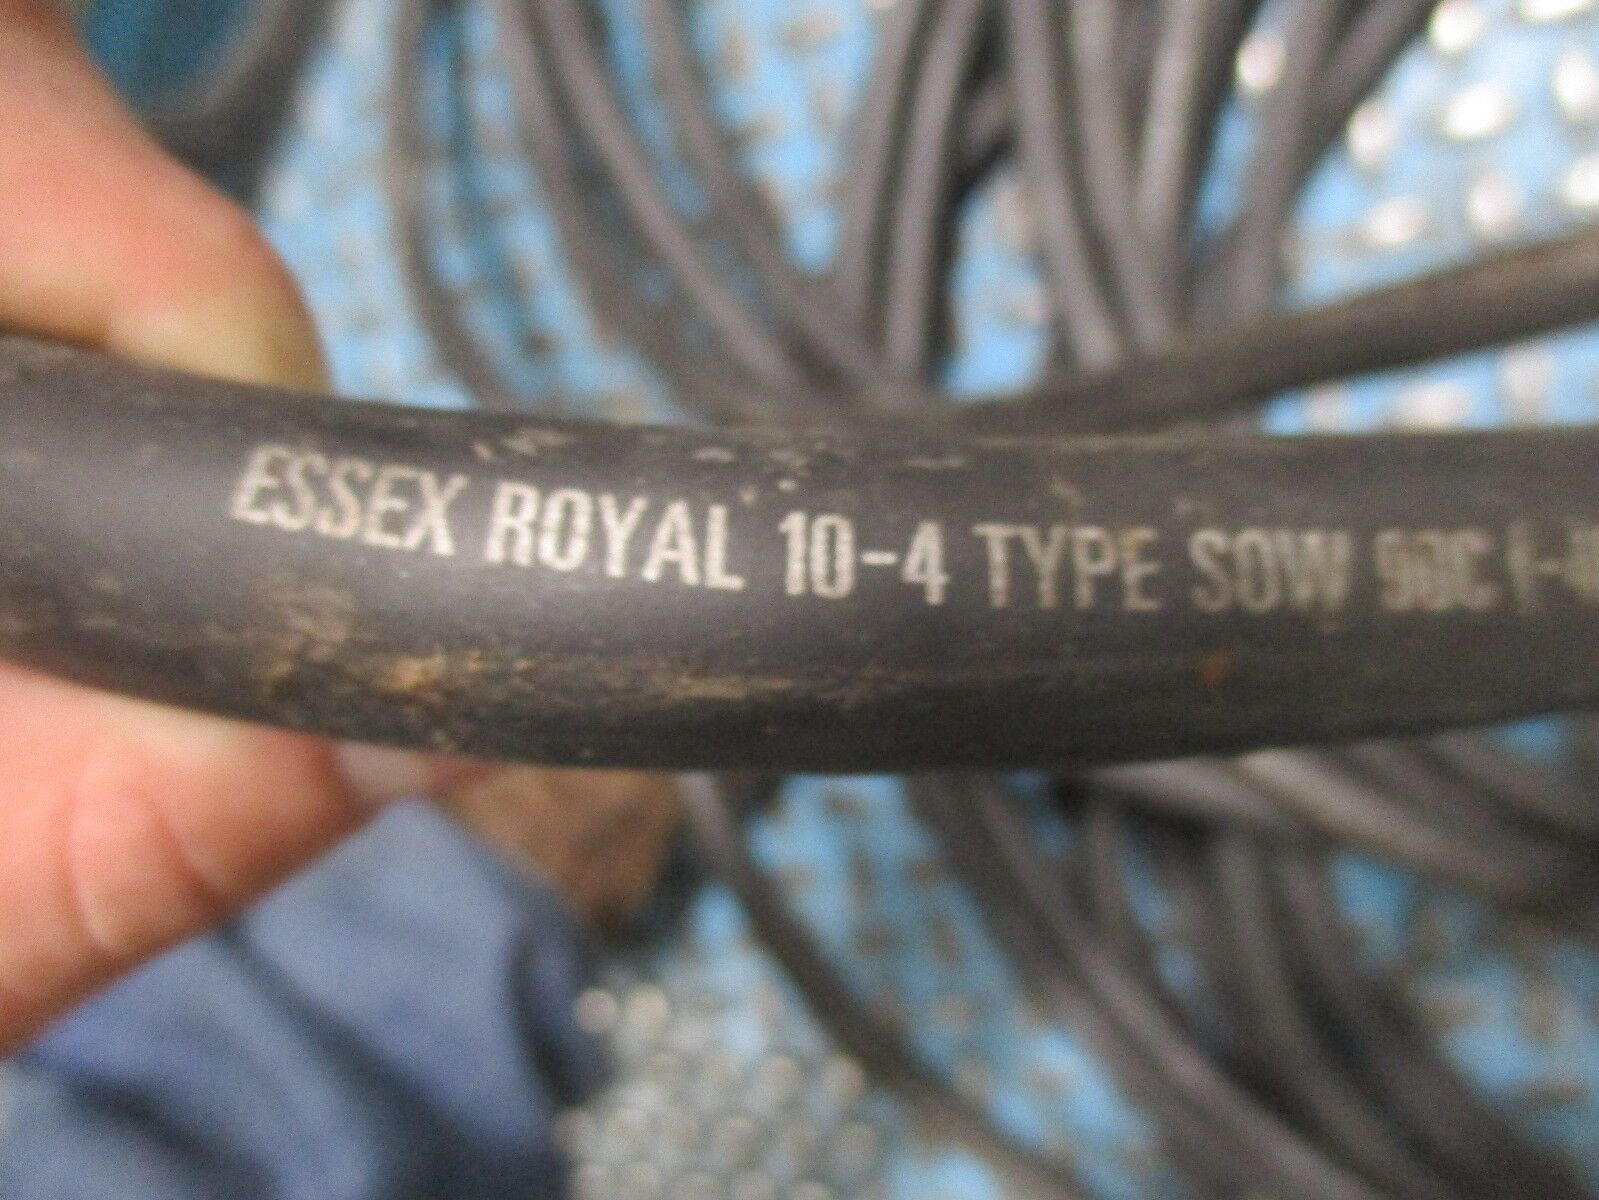 ESSEX ROYAL 10-4 TYPE SOW 90C